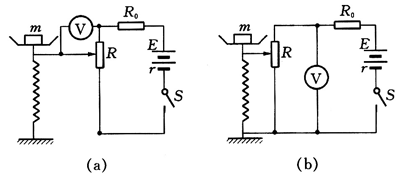 m V R₀ R E r S
m R R₀ V E r S
(a) (b)